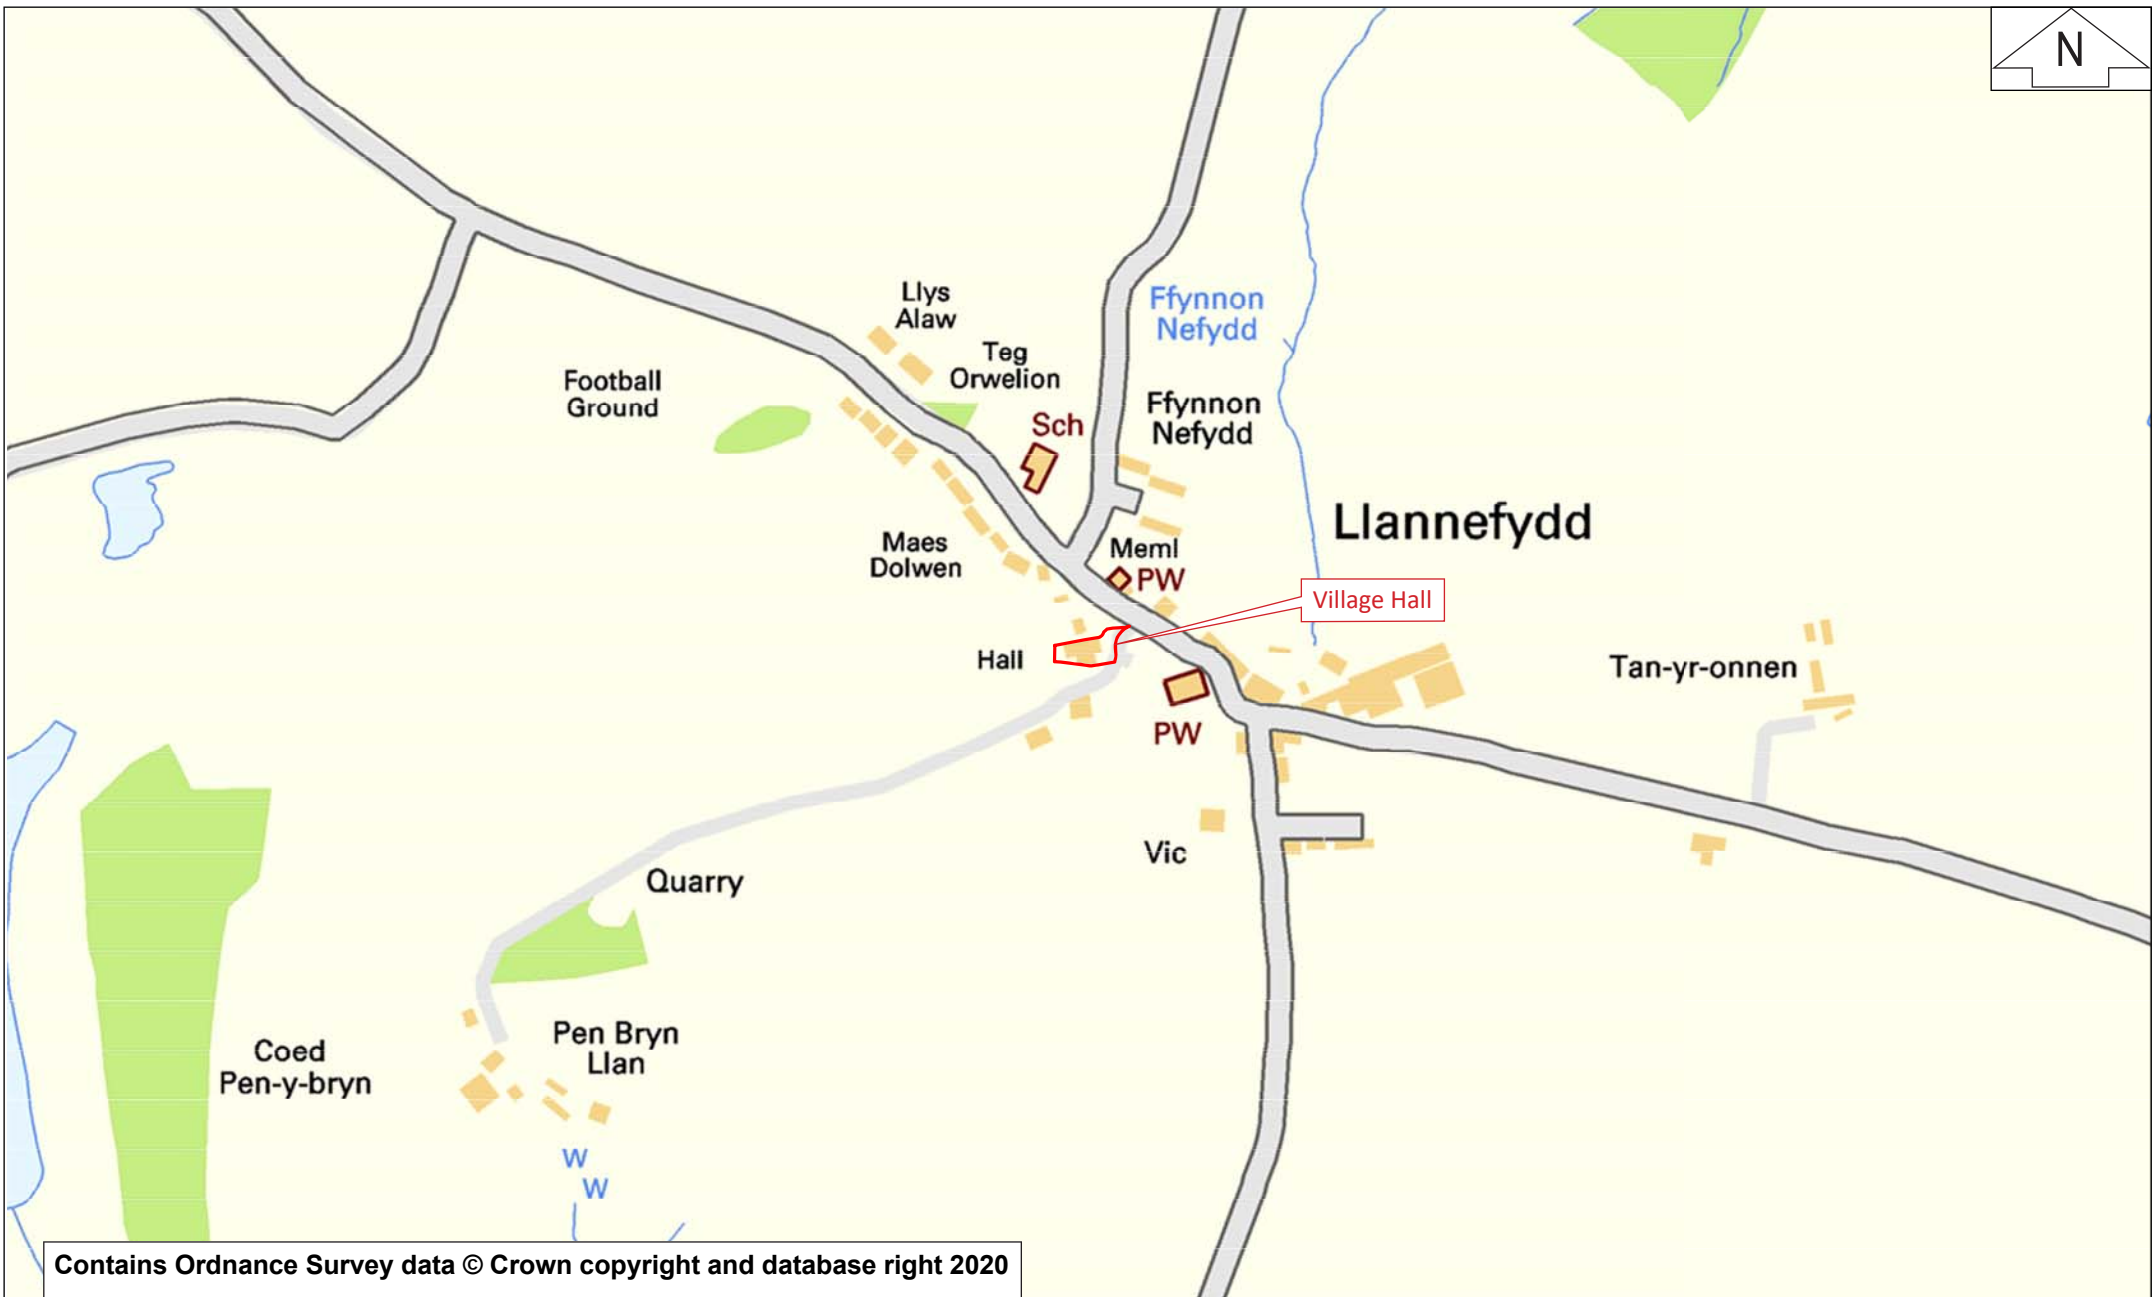 N
Llys
Alaw
Ffynnon
Nefydd
Teg
Orwelion
Football
Ground
Ffynnon
Nefydd
Sch
Llannefydd
Maes
Dolwen
Meml
PW
Village Hall
Hall
Tan-yr-onnen
PW
Vic
Quarry
Pen Bryn
Llan
Coed
Pen-y-bryn
W
W
Contains Ordnance Survey data © Crown copyright and database right 2020